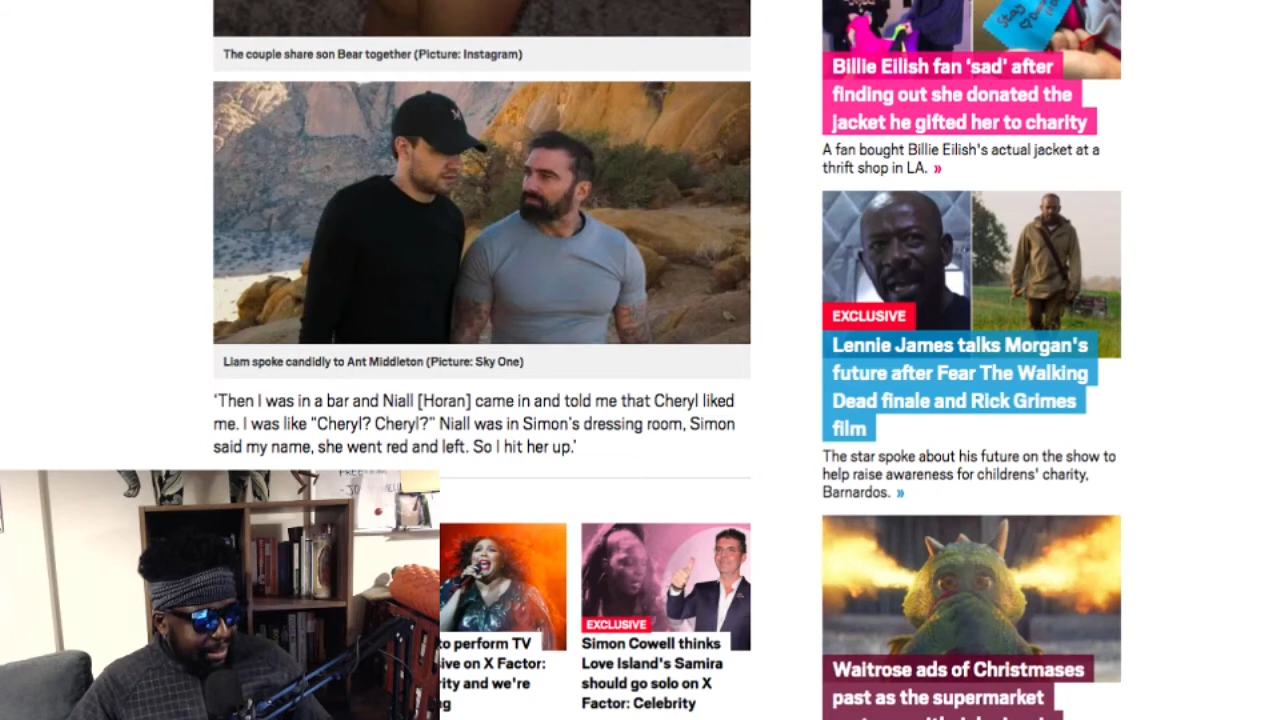 The couple share son Bear together (Picture: Instagram)
Liam spoke candidly to Ant Middleton (Picture: Sky One)
‘Then I was in a bar and Niall [Horan] came in and told me that Cheryl liked
me. I was like “Cheryl? Cheryl?” Niall was in Simon’s dressing room, Simon
said my name, she went red and left. So I hit her up.’
to perform TV
ive on X Factor:
rity and we're
EXCLUSIVE
Simon Cowell thinks
Love Island's Samira
should go solo on X
Factor: Celebrity
Stay
Billie Eilish fan ‘sad’ after
finding out she donated the
jacket he gifted her to charity
A fan bought Billie Eilish's actual jacket at a
thrift shop in LA. »
EXCLUSIVE
Lennie James talks Morgan's
future after Fear The Walking
Dead finale and Rick Grimes
film
The star spoke about his future on the show to
help raise awareness for childrens' charity,
Barnardos. »
Waitrose ads of Christmases
past as the supermarket